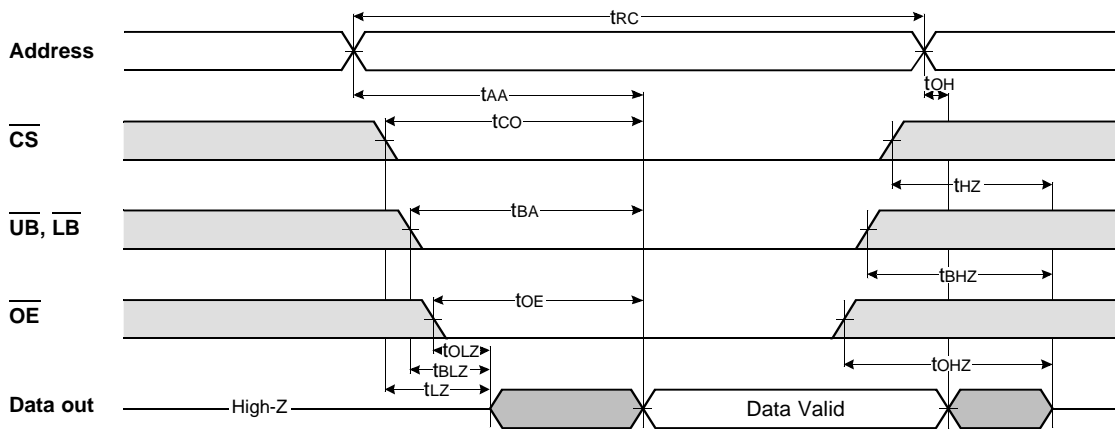 tRC
Address
tAA
tOH
CS
tCO
tHZ
UB, LB
tBA
tBHZ
OE
tOE
tOLZ
tBLZ
tOHZ
tLZ
Data out
High-Z
Data Valid